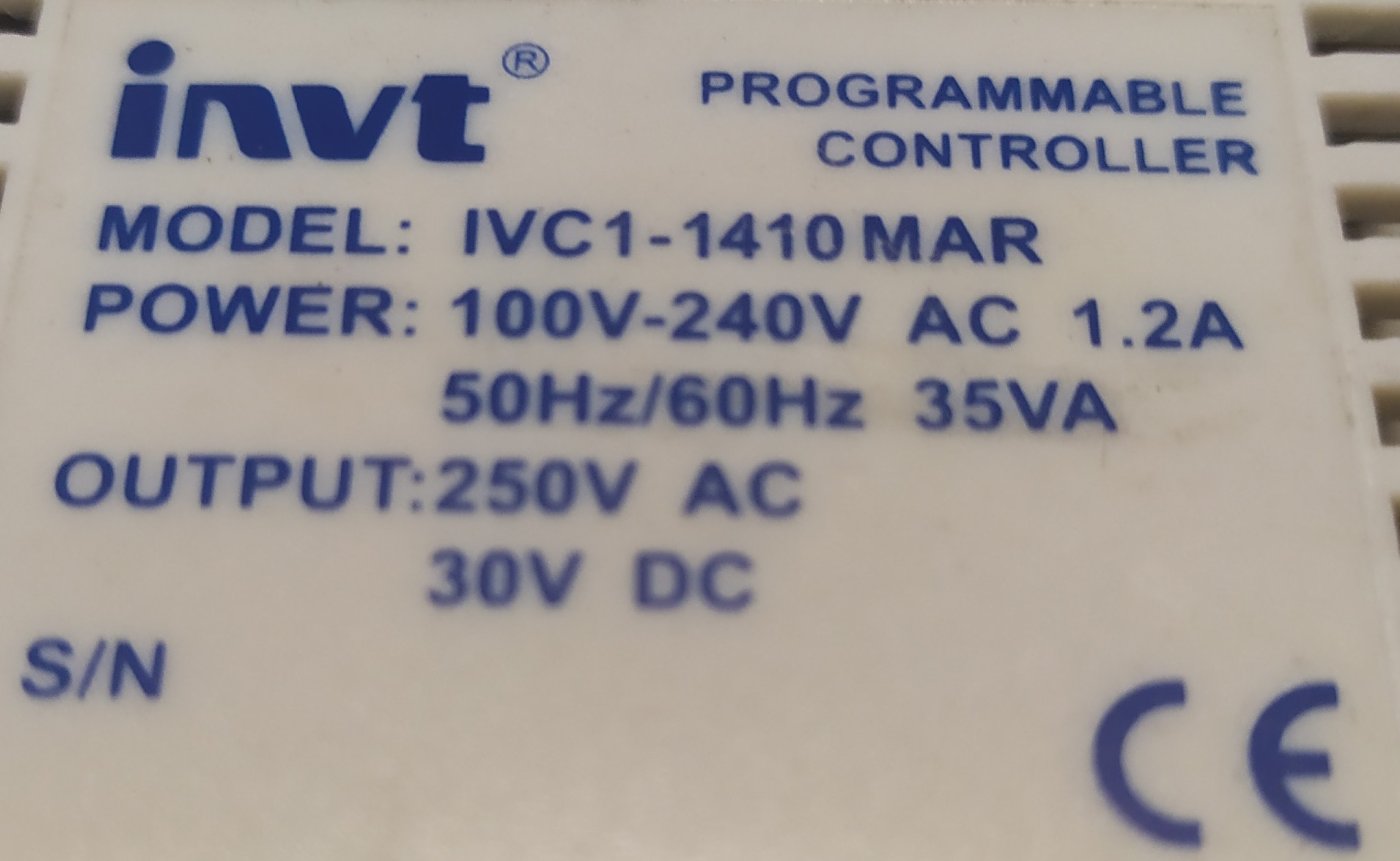 invt®
PROGRAMMABLE
CONTROLLER
MODEL: IVC1-1410MAR
POWER: 100V-240V AC 1.2A
50Hz/60Hz 35VA
OUTPUT:250V AC
30V DC
S/N
CE